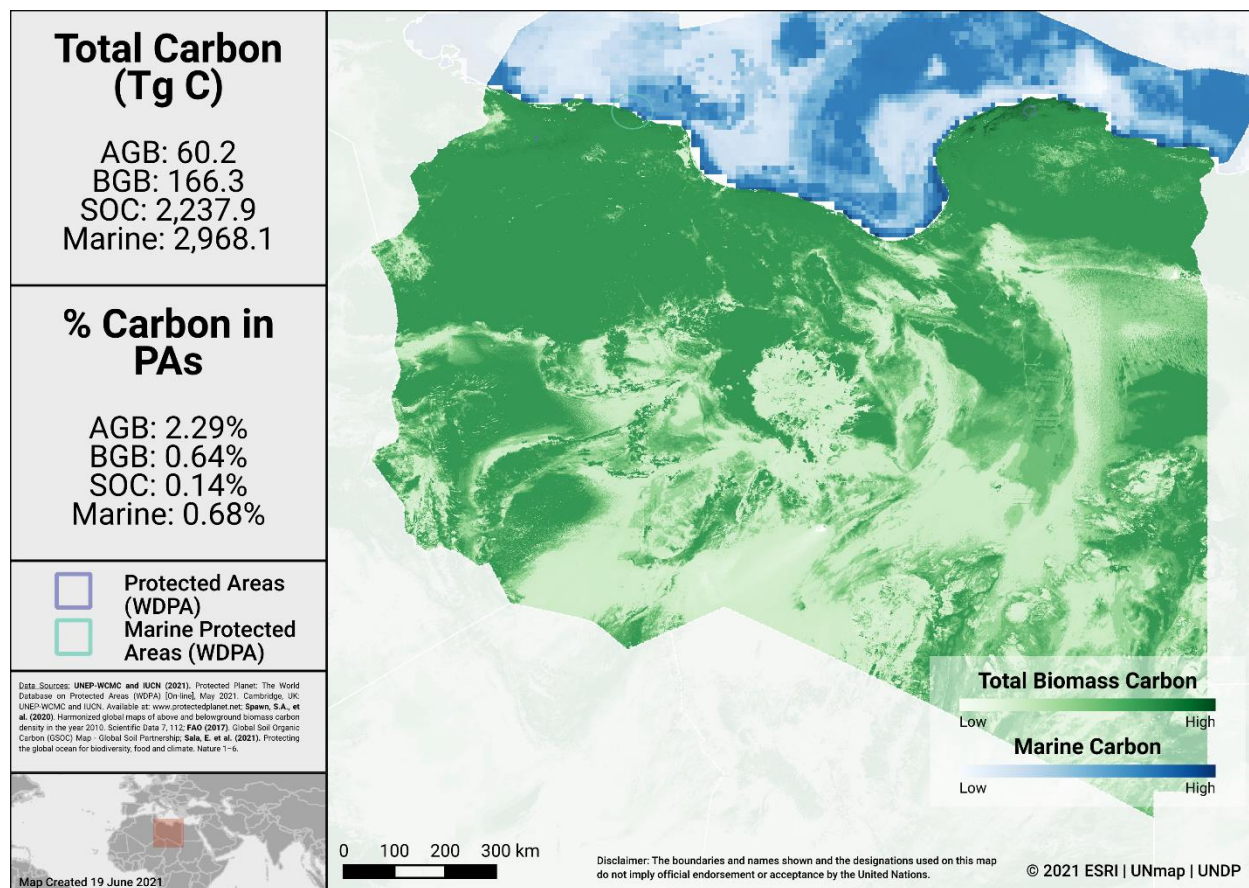 Total Carbon
(Tg C)
AGB: 60.2
BGB: 166.3
SOC: 2,237.9
Marine: 2,968.1
% Carbon in
PAs
AGB: 2.29%
BGB: 0.64%
SOC: 0.14%
Marine: 0.68%
Protected Areas
(WDPA)
Marine Protected
Areas (WDPA)
Data Sources: UNEP-WCMC and IUCN (2021). Protected Planet: The World
Database on Protected Areas (WDPA) [On-line], May 2021. Cambridge, UK:
UNEP-WCMC and IUCN. Available at: www.protectedplanet.net; Spawn, S.A., et
al. (2020). Harmonized global maps of above and belowground biomass carbon
density in the year 2010. Scientific Data 7, 112; FAO (2017). Global Soil Organic
Carbon (GSOC) Map - Global Soil Partnership; Sala, E. et al. (2021). Protecting
the global ocean for biodiversity, food and climate. Nature 1–6.
Map Created 19 June 2021
Total Biomass Carbon
Low High
Marine Carbon
Low High
0 100 200 300 km
Disclaimer: The boundaries and names shown and the designations used on this map
do not imply official endorsement or acceptance by the United Nations.
© 2021 ESRI | UNmap | UNDP